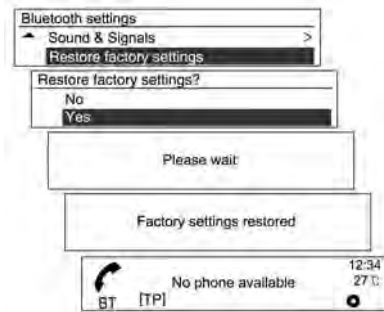 Bluetooth settings
Sound & Signals >
Restore factory settings
Restore factory settings?
No
Yes
Please wait
Factory settings restored
12:34
No phone available 27℃
BT [TP]